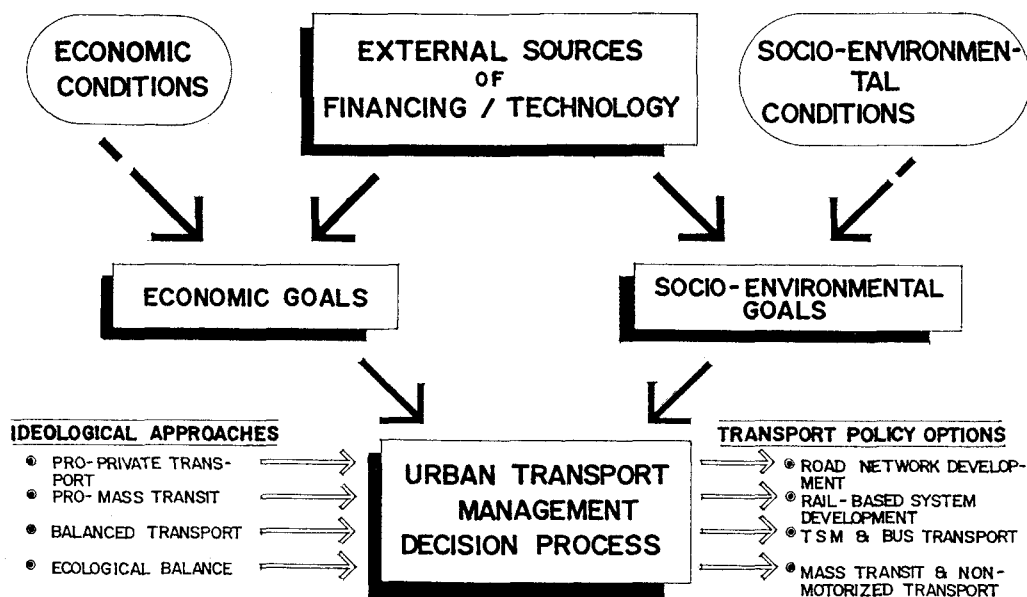 ECONOMIC
CONDITIONS
EXTERNAL SOURCES
OF
FINANCING / TECHNOLOGY
SOCIO-ENVIRONMEN-
TAL
CONDITIONS
ECONOMIC GOALS
SOCIO-ENVIRONMENTAL
GOALS
IDEOLOGICAL APPROACHES
PRO-PRIVATE TRANS-
PORT
PRO-MASS TRANSIT
BALANCED TRANSPORT
ECOLOGICAL BALANCE
URBAN TRANSPORT
MANAGEMENT
DECISION PROCESS
TRANSPORT POLICY OPTIONS
ROAD NETWORK DEVELOP-
MENT
RAIL-BASED SYSTEM
DEVELOPMENT
TSM & BUS TRANSPORT
MASS TRANSIT & NON-
MOTORIZED TRANSPORT